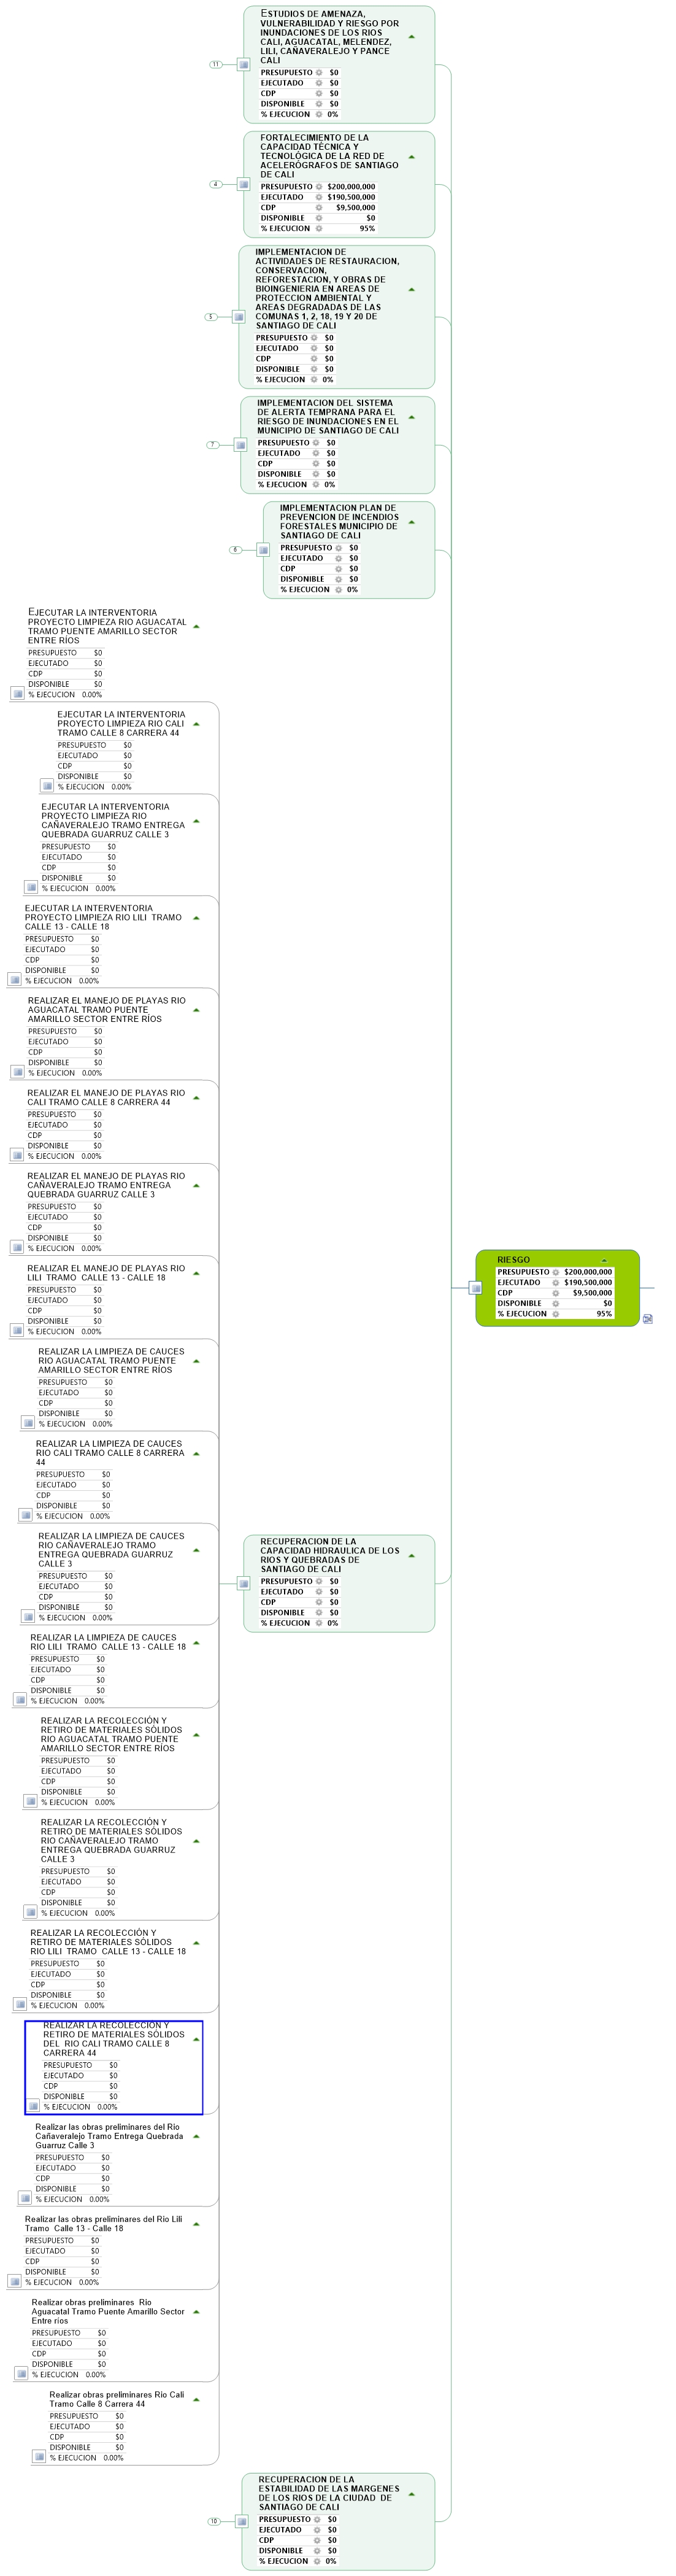 11
ESTUDIOS DE AMENAZA,
VULNERABILIDAD Y RIESGO POR
INUNDACIONES DE LOS RIOS
CALI, AGUACATAL, MELENDEZ,
LILI, CAÑAVERALEJO Y PANCE
CALI
PRESUPUESTO $0
EJECUTADO $0
CDP $0
DISPONIBLE $0
% EJECUCION 0%
4
FORTALECIMIENTO DE LA
CAPACIDAD TÉCNICA Y
TECNOLÓGICA DE LA RED DE
ACELERÓGRAFOS DE SANTIAGO
DE CALI
PRESUPUESTO $200,000,000
EJECUTADO $190,500,000
CDP $9,500,000
DISPONIBLE $0
% EJECUCION 95%
5
IMPLEMENTACION DE
ACTIVIDADES DE RESTAURACION,
CONSERVACION,
REFORESTACION, Y OBRAS DE
BIOINGENIERIA EN AREAS DE
PROTECCION AMBIENTAL Y
AREAS DEGRADADAS DE LAS
COMUNAS 1, 2, 18, 19 Y 20 DE
SANTIAGO DE CALI
PRESUPUESTO $0
EJECUTADO $0
CDP $0
DISPONIBLE $0
% EJECUCION 0%
7
IMPLEMENTACION DEL SISTEMA
DE ALERTA TEMPRANA PARA EL
RIESGO DE INUNDACIONES EN EL
MUNICIPIO DE SANTIAGO DE CALI
PRESUPUESTO $0
EJECUTADO $0
CDP $0
DISPONIBLE $0
% EJECUCION 0%
6
IMPLEMENTACION PLAN DE
PREVENCION DE INCENDIOS
FORESTALES MUNICIPIO DE
SANTIAGO DE CALI
PRESUPUESTO $0
EJECUTADO $0
CDP $0
DISPONIBLE $0
% EJECUCION 0%
EJECUTAR LA INTERVENTORIA
PROYECTO LIMPIEZA RIO AGUACATAL
TRAMO PUENTE AMARILLO SECTOR
ENTRE RÍOS
PRESUPUESTO $0
EJECUTADO $0
CDP $0
DISPONIBLE $0
% EJECUCION 0.00%
EJECUTAR LA INTERVENTORIA
PROYECTO LIMPIEZA RIO CALI
TRAMO CALLE 8 CARRERA 44
PRESUPUESTO $0
EJECUTADO $0
CDP $0
DISPONIBLE $0
% EJECUCION 0.00%
EJECUTAR LA INTERVENTORIA
PROYECTO LIMPIEZA RIO
CAÑAVERALEJO TRAMO ENTREGA
QUEBRADA GUARRUZ CALLE 3
PRESUPUESTO $0
EJECUTADO $0
CDP $0
DISPONIBLE $0
% EJECUCION 0.00%
EJECUTAR LA INTERVENTORIA
PROYECTO LIMPIEZA RIO LILI  TRAMO
CALLE 13 - CALLE 18
PRESUPUESTO $0
EJECUTADO $0
CDP $0
DISPONIBLE $0
% EJECUCION 0.00%
REALIZAR EL MANEJO DE PLAYAS RIO
AGUACATAL TRAMO PUENTE
AMARILLO SECTOR ENTRE RÍOS
PRESUPUESTO $0
EJECUTADO $0
CDP $0
DISPONIBLE $0
% EJECUCION 0.00%
REALIZAR EL MANEJO DE PLAYAS RIO
CALI TRAMO CALLE 8 CARRERA 44
PRESUPUESTO $0
EJECUTADO $0
CDP $0
DISPONIBLE $0
% EJECUCION 0.00%
REALIZAR EL MANEJO DE PLAYAS RIO
CAÑAVERALEJO TRAMO ENTREGA
QUEBRADA GUARRUZ CALLE 3
PRESUPUESTO $0
EJECUTADO $0
CDP $0
DISPONIBLE $0
% EJECUCION 0.00%
REALIZAR EL MANEJO DE PLAYAS RIO
LILI  TRAMO  CALLE 13 - CALLE 18
PRESUPUESTO $0
EJECUTADO $0
CDP $0
DISPONIBLE $0
% EJECUCION 0.00%
RIESGO
PRESUPUESTO $200,000,000
EJECUTADO $190,500,000
CDP $9,500,000
DISPONIBLE $0
% EJECUCION 95%
REALIZAR LA LIMPIEZA DE CAUCES
RIO AGUACATAL TRAMO PUENTE
AMARILLO SECTOR ENTRE RÍOS
PRESUPUESTO $0
EJECUTADO $0
CDP $0
DISPONIBLE $0
% EJECUCION 0.00%
REALIZAR LA LIMPIEZA DE CAUCES
RIO CALI TRAMO CALLE 8 CARRERA
44
PRESUPUESTO $0
EJECUTADO $0
CDP $0
DISPONIBLE $0
% EJECUCION 0.00%
REALIZAR LA LIMPIEZA DE CAUCES
RIO CAÑAVERALEJO TRAMO
ENTREGA QUEBRADA GUARRUZ
CALLE 3
PRESUPUESTO $0
EJECUTADO $0
CDP $0
DISPONIBLE $0
% EJECUCION 0.00%
RECUPERACION DE LA
CAPACIDAD HIDRAULICA DE LOS
RIOS Y QUEBRADAS DE
SANTIAGO DE CALI
PRESUPUESTO $0
EJECUTADO $0
CDP $0
DISPONIBLE $0
% EJECUCION 0%
REALIZAR LA LIMPIEZA DE CAUCES
RIO LILI  TRAMO  CALLE 13 - CALLE 18
PRESUPUESTO $0
EJECUTADO $0
CDP $0
DISPONIBLE $0
% EJECUCION 0.00%
REALIZAR LA RECOLECCIÓN Y
RETIRO DE MATERIALES SÓLIDOS
RIO AGUACATAL TRAMO PUENTE
AMARILLO SECTOR ENTRE RÍOS
PRESUPUESTO $0
EJECUTADO $0
CDP $0
DISPONIBLE $0
% EJECUCION 0.00%
REALIZAR LA RECOLECCIÓN Y
RETIRO DE MATERIALES SÓLIDOS
RIO CAÑAVERALEJO TRAMO
ENTREGA QUEBRADA GUARRUZ
CALLE 3
PRESUPUESTO $0
EJECUTADO $0
CDP $0
DISPONIBLE $0
% EJECUCION 0.00%
REALIZAR LA RECOLECCIÓN Y
RETIRO DE MATERIALES SÓLIDOS
RIO LILI  TRAMO  CALLE 13 - CALLE 18
PRESUPUESTO $0
EJECUTADO $0
CDP $0
DISPONIBLE $0
% EJECUCION 0.00%
REALIZAR LA RECOLECCIÓN Y
RETIRO DE MATERIALES SÓLIDOS
DEL  RIO CALI TRAMO CALLE 8
CARRERA 44
PRESUPUESTO $0
EJECUTADO $0
CDP $0
DISPONIBLE $0
% EJECUCION 0.00%
Realizar las obras preliminares del Rio
Cañaveralejo Tramo Entrega Quebrada
Guarruz Calle 3
PRESUPUESTO $0
EJECUTADO $0
CDP $0
DISPONIBLE $0
% EJECUCION 0.00%
Realizar las obras preliminares del Rio Lili
Tramo  Calle 13 - Calle 18
PRESUPUESTO $0
EJECUTADO $0
CDP $0
DISPONIBLE $0
% EJECUCION 0.00%
Realizar obras preliminares  Rio
Aguacatal Tramo Puente Amarillo Sector
Entre ríos
PRESUPUESTO $0
EJECUTADO $0
CDP $0
DISPONIBLE $0
% EJECUCION 0.00%
Realizar obras preliminares Rio Cali
Tramo Calle 8 Carrera 44
PRESUPUESTO $0
EJECUTADO $0
CDP $0
DISPONIBLE $0
% EJECUCION 0.00%
10
RECUPERACION DE LA
ESTABILIDAD DE LAS MARGENES
DE LOS RIOS DE LA CIUDAD  DE
SANTIAGO DE CALI
PRESUPUESTO $0
EJECUTADO $0
CDP $0
DISPONIBLE $0
% EJECUCION 0%